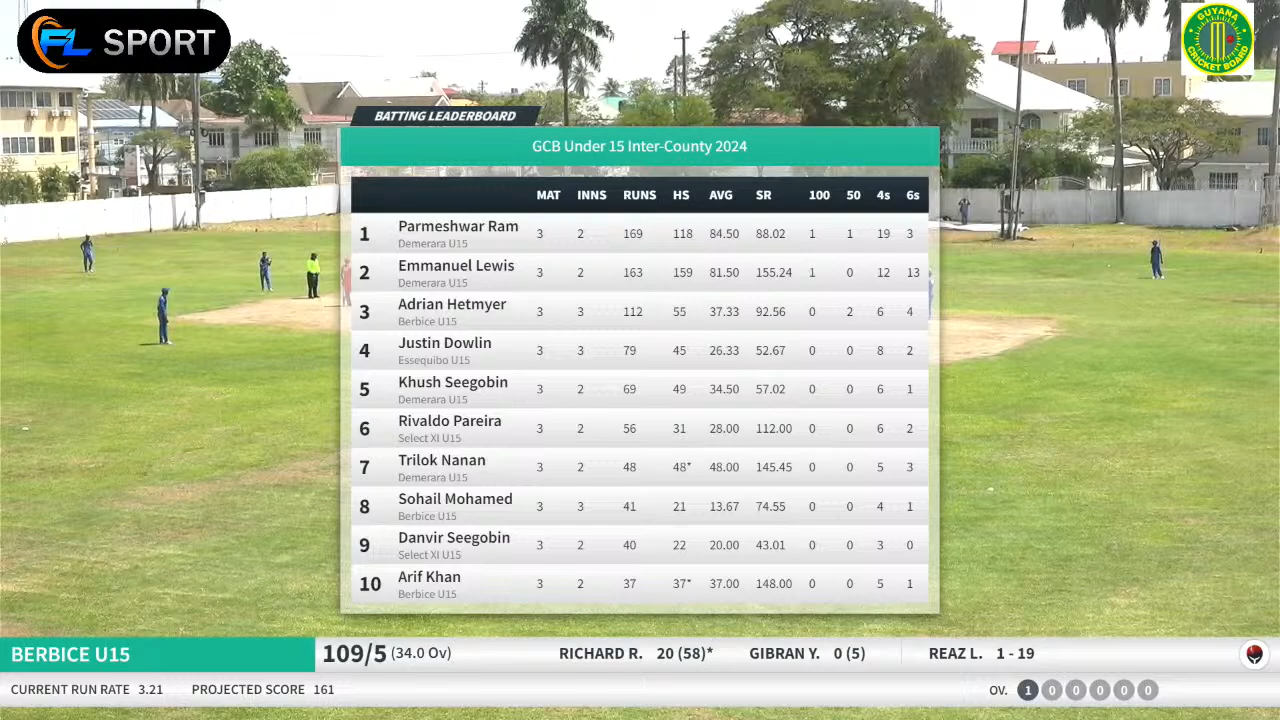 FL SPORT
GUYANA
CRICKET BOARD
BATTING LEADERBOARD
GCB Under 15 Inter-County 2024
MAT INNS RUNS HS AVG SR 100 50 4s 6s
1 Parmeshwar Ram 3 2 169 118 84.50 88.02 1 1 19 3
Demerara U15
2 Emmanuel Lewis 3 2 163 159 81.50 155.24 1 0 12 13
Demerara U15
3 Adrian Hetmyer 3 3 112 55 37.33 92.56 0 2 6 4
Berbice U15
4 Justin Dowlin 3 3 79 45* 26.33 52.67 0 0 8 2
Essequibo U15
5 Khush Seegobin 3 2 69 49 34.50 57.02 0 0 6 1
Demerara U15
6 Rivaldo Pareira 3 2 56 31 28.00 112.00 0 0 6 2
Select XI U15
7 Trilok Nanan 3 2 48 48* 48.00 145.45 0 0 5 3
Demerara U15
8 Sohail Mohamed 3 3 41 21 13.67 74.55 0 0 4 1
Berbice U15
9 Danvir Seegobin 3 2 40 22 20.00 43.01 0 0 3 0
Select XI U15
10 Arif Khan 3 2 37 37* 37.00 148.00 0 0 5 1
Berbice U15
BERBICE U15 109/5 (34.0 Ov) RICHARD R. 20 (58)* GIBRAN Y. 0 (5) REAZ L. 1 - 19
CURRENT RUN RATE 3.21 PROJECTED SCORE 161 OV. 1 0 0 0 0 0